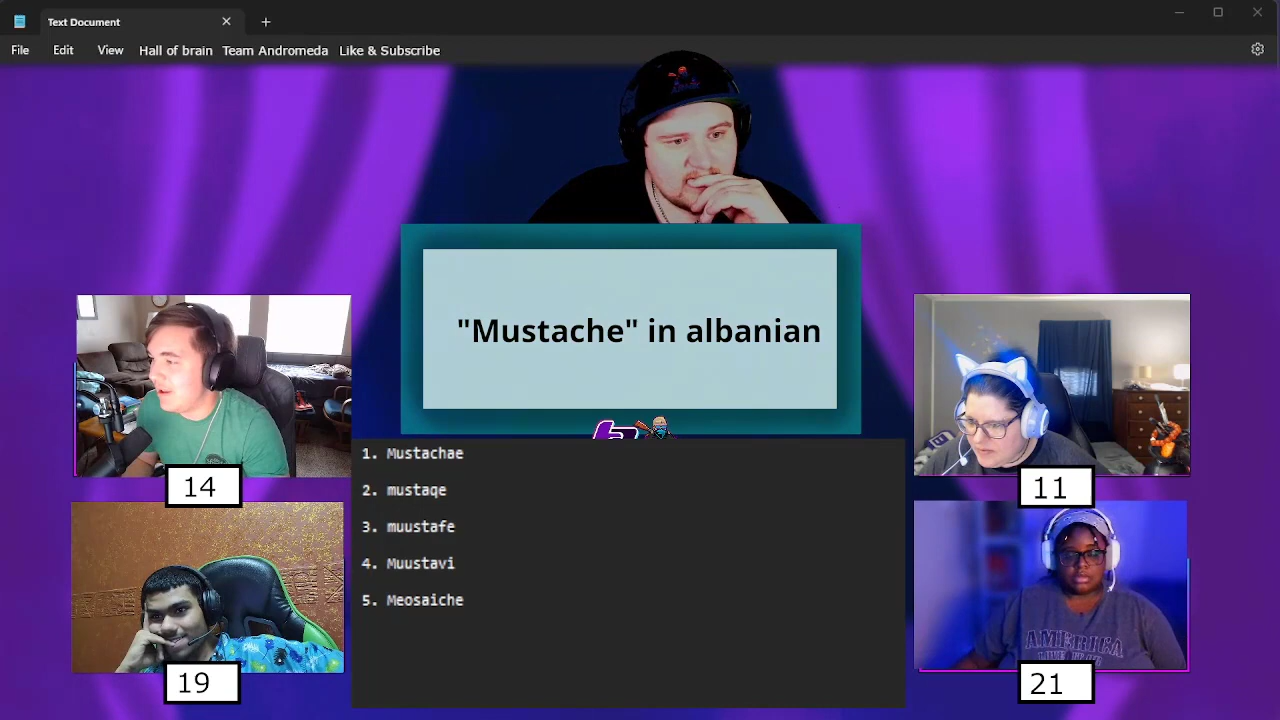 Text Document
File Edit View Hall of brain Team Andromeda Like & Subscribe
"Mustache" in albanian
1. Mustachae
2. mustaqe
3. muustafe
4. Muustavi
5. Meosaiche
14
11
19
21
AMERICA